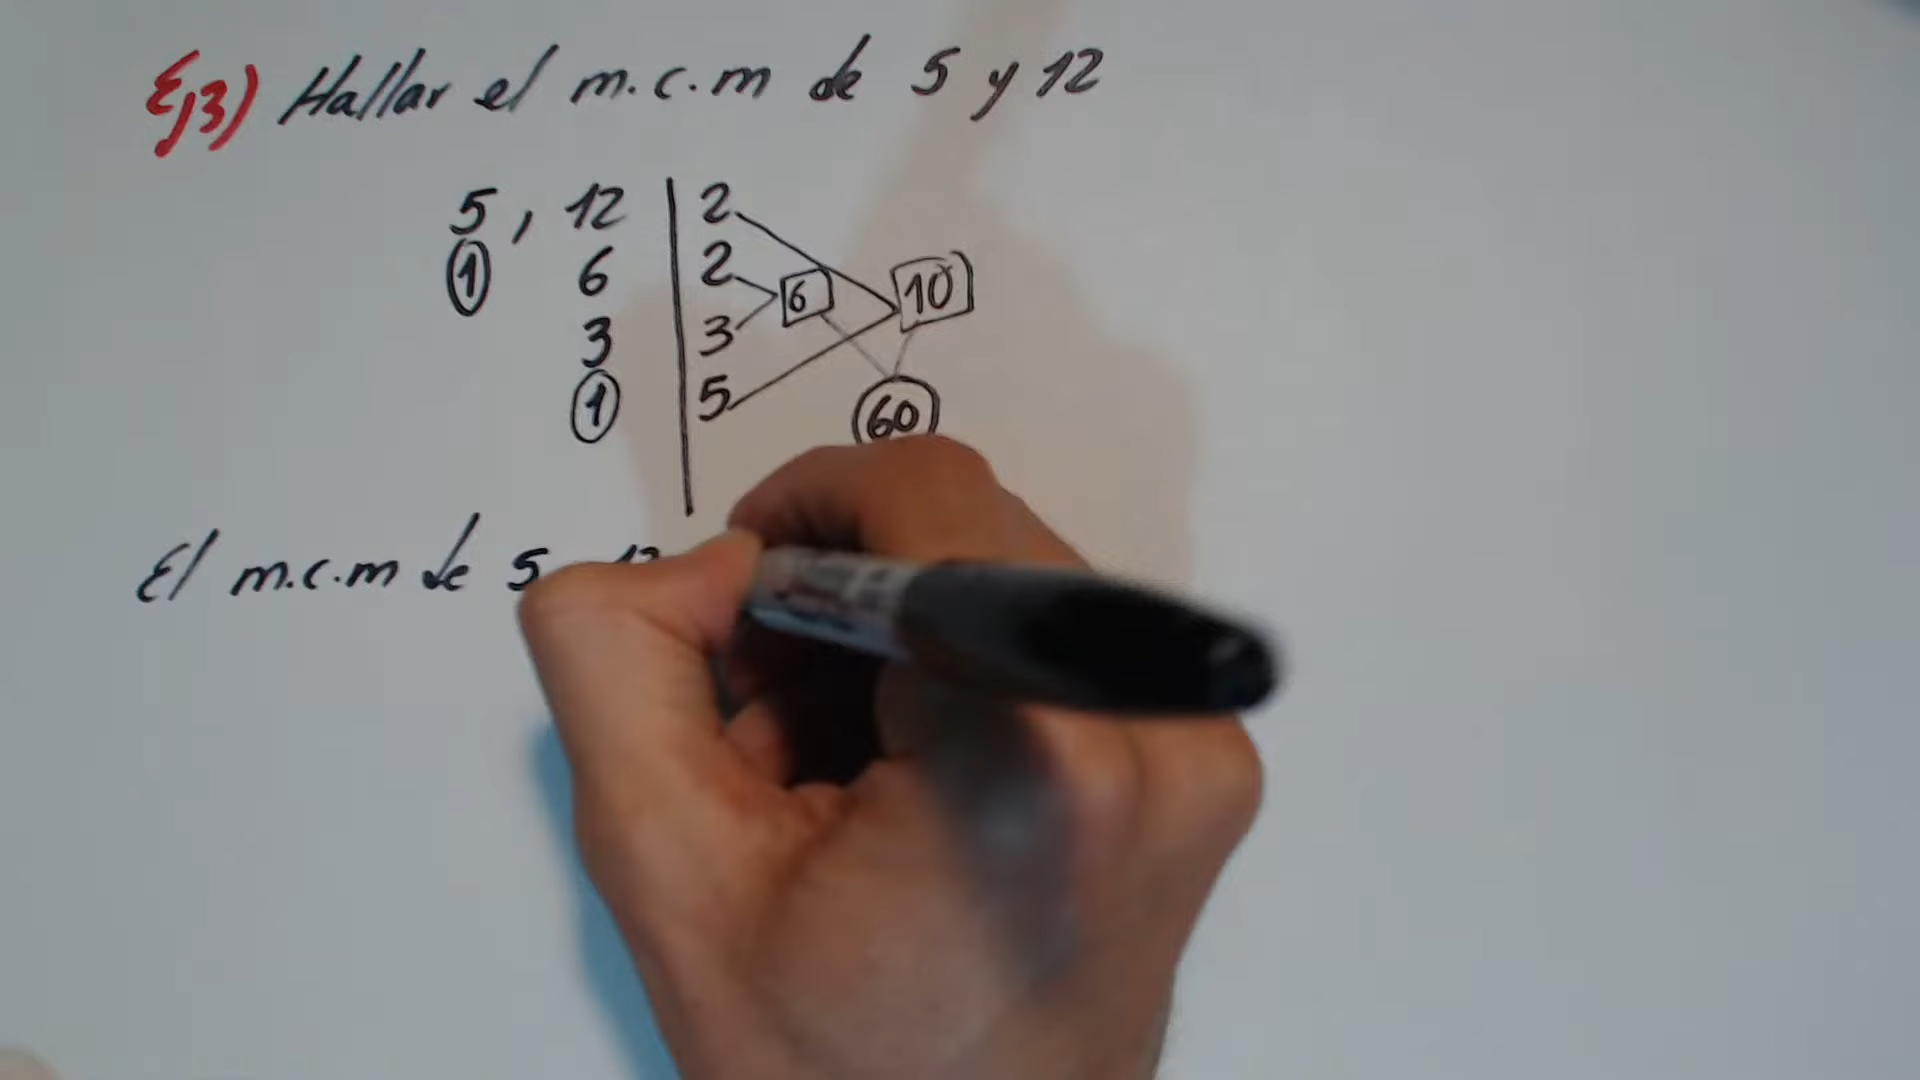 Ej3) Hallar el m.c.m de 5 y 12
5, 12 | 2
1 6 | 2 6 10
3 | 3
1 | 5 60
El m.c.m de 5 12